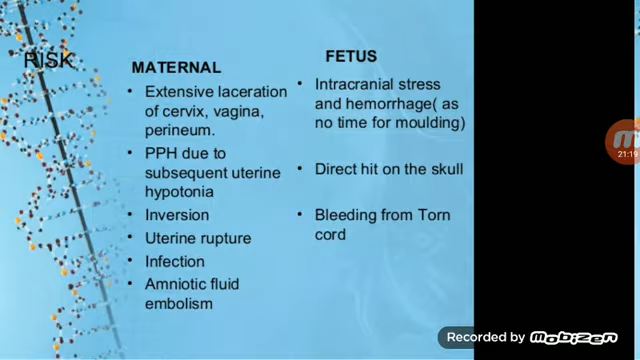 RISK
MATERNAL
• Extensive laceration
of cervix, vagina,
perineum.
• PPH due to
subsequent uterine
hypotonia
• Inversion
• Uterine rupture
• Infection
• Amniotic fluid
embolism
FETUS
• Intracranial stress
and hemorrhage( as
no time for moulding)
• Direct hit on the skull
• Bleeding from Torn
cord
21:19
Recorded by mobizen